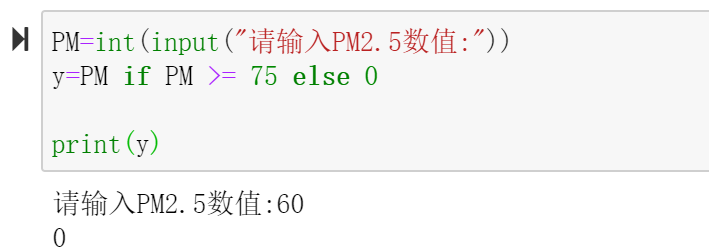 PM=int(input("请输入PM2.5数值:"))
y=PM if PM >= 75 else 0
print(y)
请输入PM2.5数值:60
0